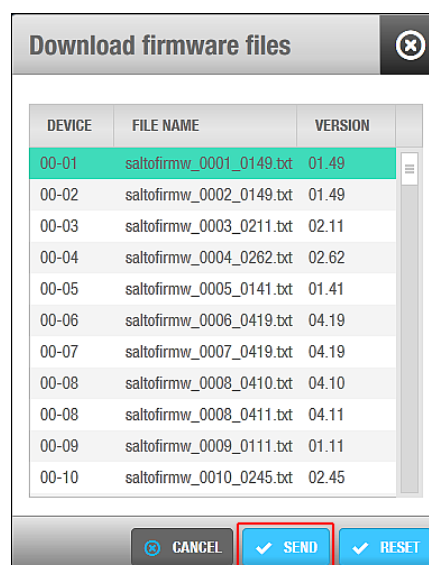 Download firmware files
DEVICE FILE NAME VERSION
00-01 saltofirmw_0001_0149.txt 01.49
00-02 saltofirmw_0002_0149.txt 01.49
00-03 saltofirmw_0003_0211.txt 02.11
00-04 saltofirmw_0004_0262.txt 02.62
00-05 saltofirmw_0005_0141.txt 01.41
00-06 saltofirmw_0006_0419.txt 04.19
00-07 saltofirmw_0007_0419.txt 04.19
00-08 saltofirmw_0008_0410.txt 04.10
00-08 saltofirmw_0008_0411.txt 04.11
00-09 saltofirmw_0009_0111.txt 01.11
00-10 saltofirmw_0010_0245.txt 02.45
CANCEL SEND RESET